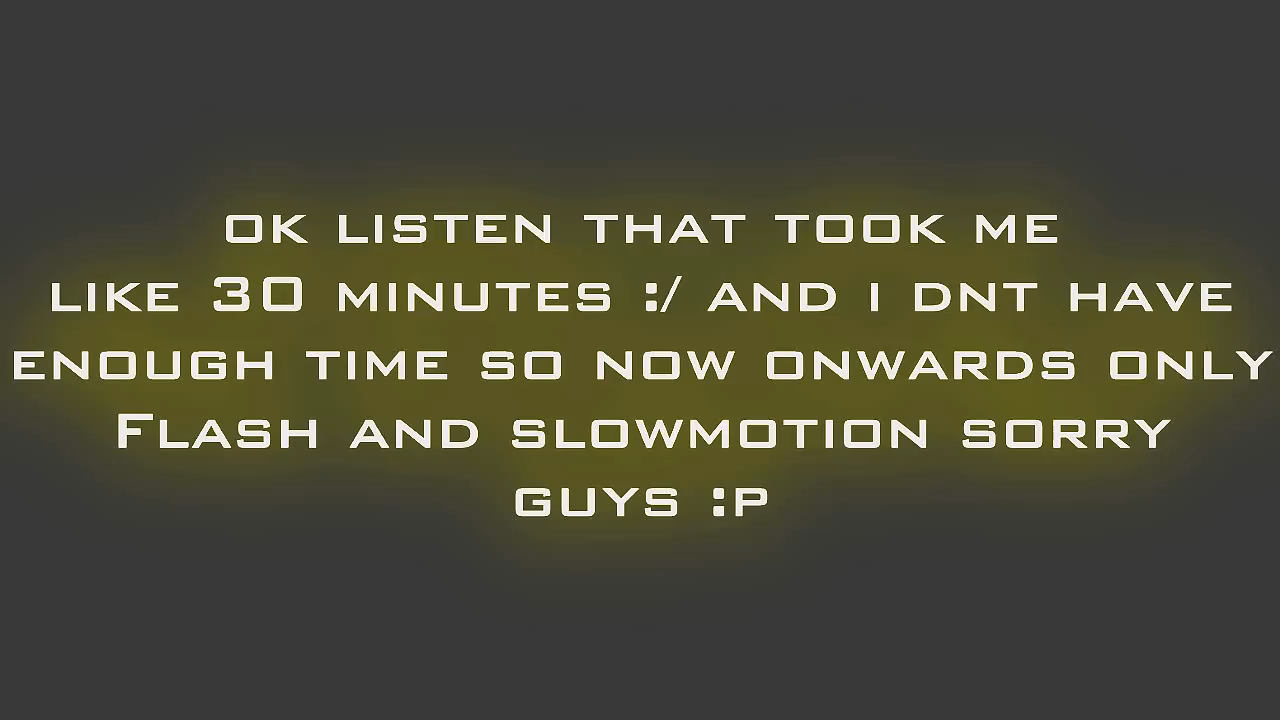 ok listen that took me
like 30 minutes :/ and i dnt have
enough time so now onwards only
Flash and slowmotion sorry
guys :p